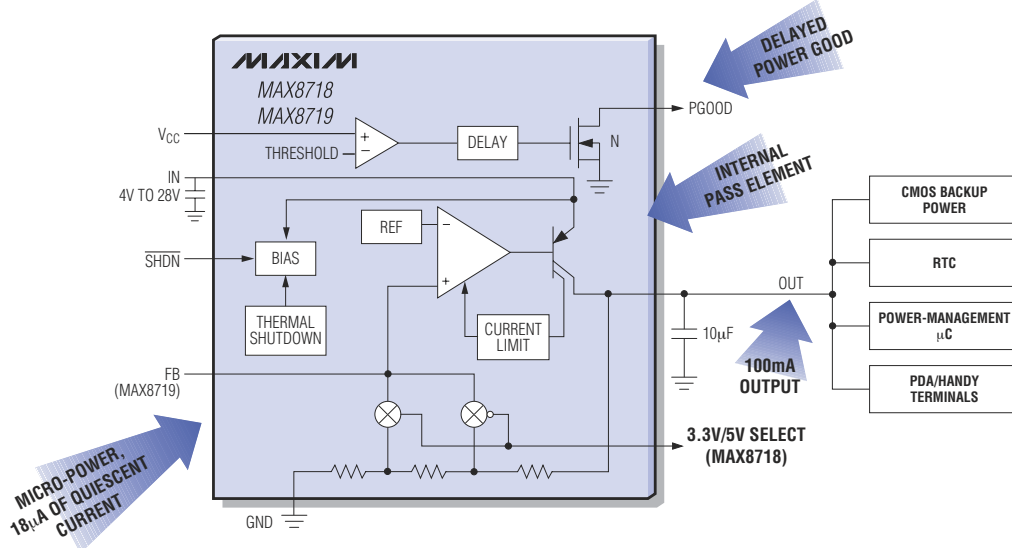 DELAYED
POWER GOOD
MAXIM
MAX8718
MAX8719
PGOOD
VCC
+
−
THRESHOLD
DELAY
N
INTERNAL
PASS ELEMENT
IN
4V TO 28V
CMOS BACKUP
POWER
REF
−
SHDN
BIAS
RTC
+
OUT
THERMAL
SHUTDOWN
CURRENT
LIMIT
10µF
POWER-MANAGEMENT
µC
100mA
OUTPUT
FB
(MAX8719)
PDA/HANDY
TERMINALS
3.3V/5V SELECT
(MAX8718)
MICRO-POWER,
18µA OF QUIESCENT
CURRENT
GND